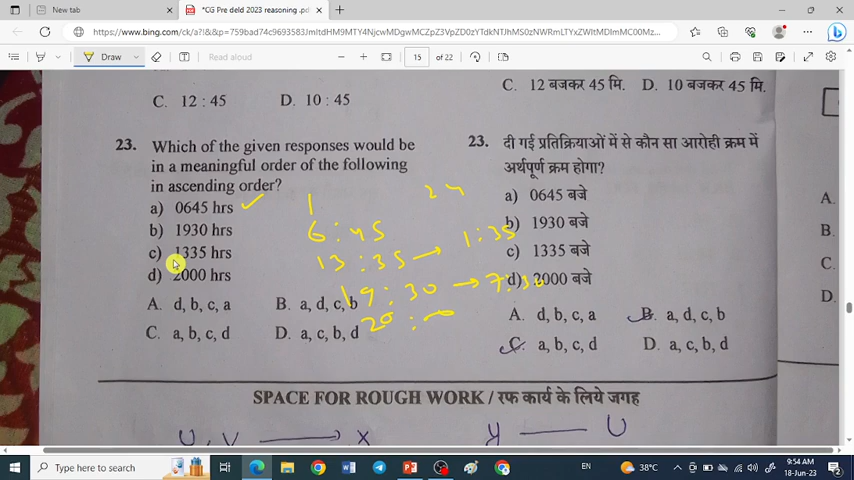 New tab
*CG Pre deld 2023 reasoning .pdf
https://www.bing.com/ck/a?!&&p=759bad74c9693583JmltdHM9MTY4NjcwMDgwMCZpZ3VpZD0zYTdkNTJhMS0zNWRmLTYxZWItMDlmMC00Mz...
Draw
Read aloud
15 of 22
C. 12 : 45 D. 10 : 45
C. 12 बजकर 45 मि. D. 10 बजकर 45 मि.
23. Which of the given responses would be
in a meaningful order of the following
in ascending order?
a) 0645 hrs
b) 1930 hrs
c) 1335 hrs
d) 2000 hrs
A. d, b, c, a B. a, d, c, b
C. a, b, c, d D. a, c, b, d
1
24
6:45
13:35 → 1:35
19:30 → 7:30
20:00
23. दी गई प्रतिक्रियाओं में से कौन सा आरोही क्रम में
अर्थपूर्ण क्रम होगा?
a) 0645 बजे
b) 1930 बजे
c) 1335 बजे
d) 2000 बजे
A. d, b, c, a B. a, d, c, b
C. a, b, c, d D. a, c, b, d
A.
B.
C.
D.
SPACE FOR ROUGH WORK / रफ कार्य के लिये जगह
U, V → X
y — U
Type here to search
38°C
EN
9:54 AM
18-Jun-23